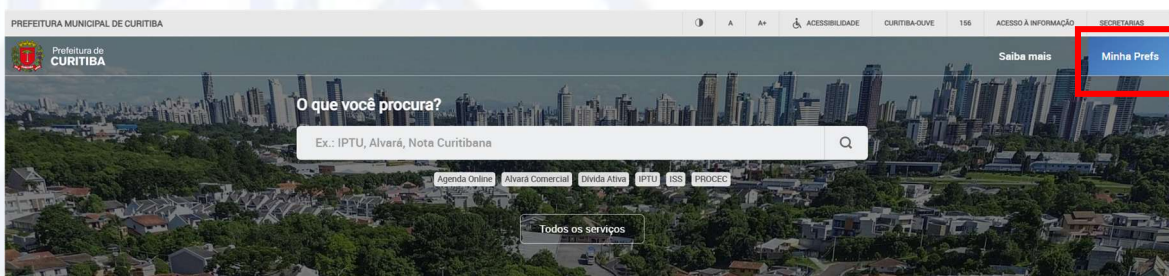 PREFEITURA MUNICIPAL DE CURITIBA
A A+ ACESSIBILIDADE CURITIBA-OUVE 156 ACESSO À INFORMAÇÃO SECRETARIAS
Prefeitura de
CURITIBA
Saiba mais Minha Prefs
O que você procura?
Ex.: IPTU, Alvará, Nota Curitibana
Agenda Online Alvará Comercial Dívida Ativa IPTU ISS PROCEC
Todos os serviços